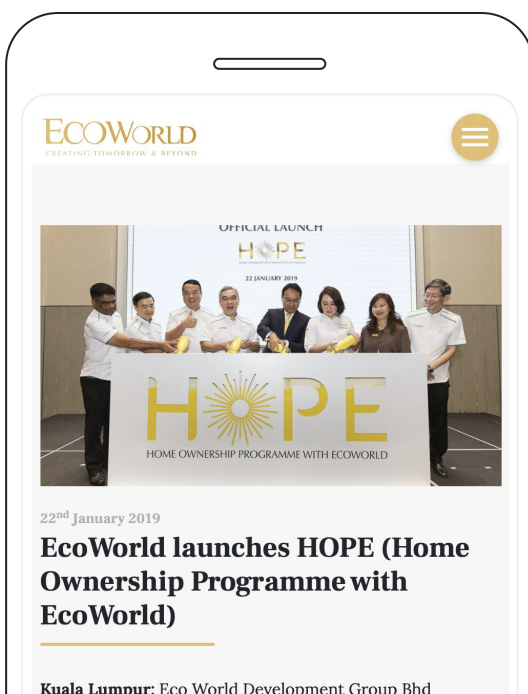 ECOWORLD
CREATING TOMORROW & BEYOND
OFFICIAL LAUNCH
HOPE
22 JANUARY 2019
HOPE
HOME OWNERSHIP PROGRAMME WITH ECOWORLD
22nd January 2019
EcoWorld launches HOPE (Home
Ownership Programme with
EcoWorld)
Kuala Lumpur: Eco World Development Group Bhd